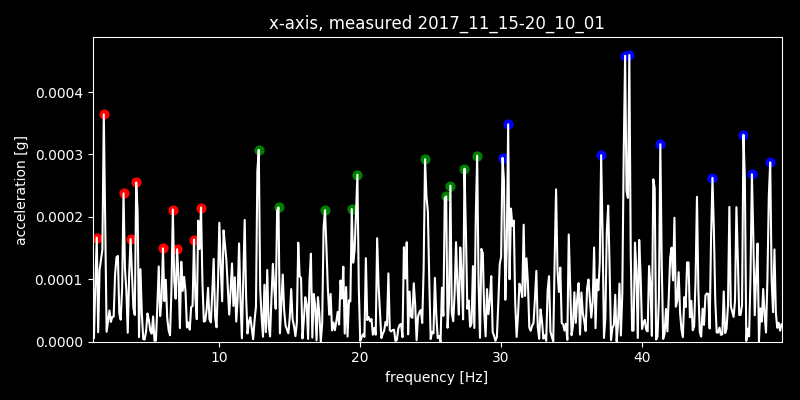 x-axis, measured 2017_11_15-20_10_01
acceleration [g]
0.0004
0.0003
0.0002
0.0001
0.0000
10 20 30 40
frequency [Hz]